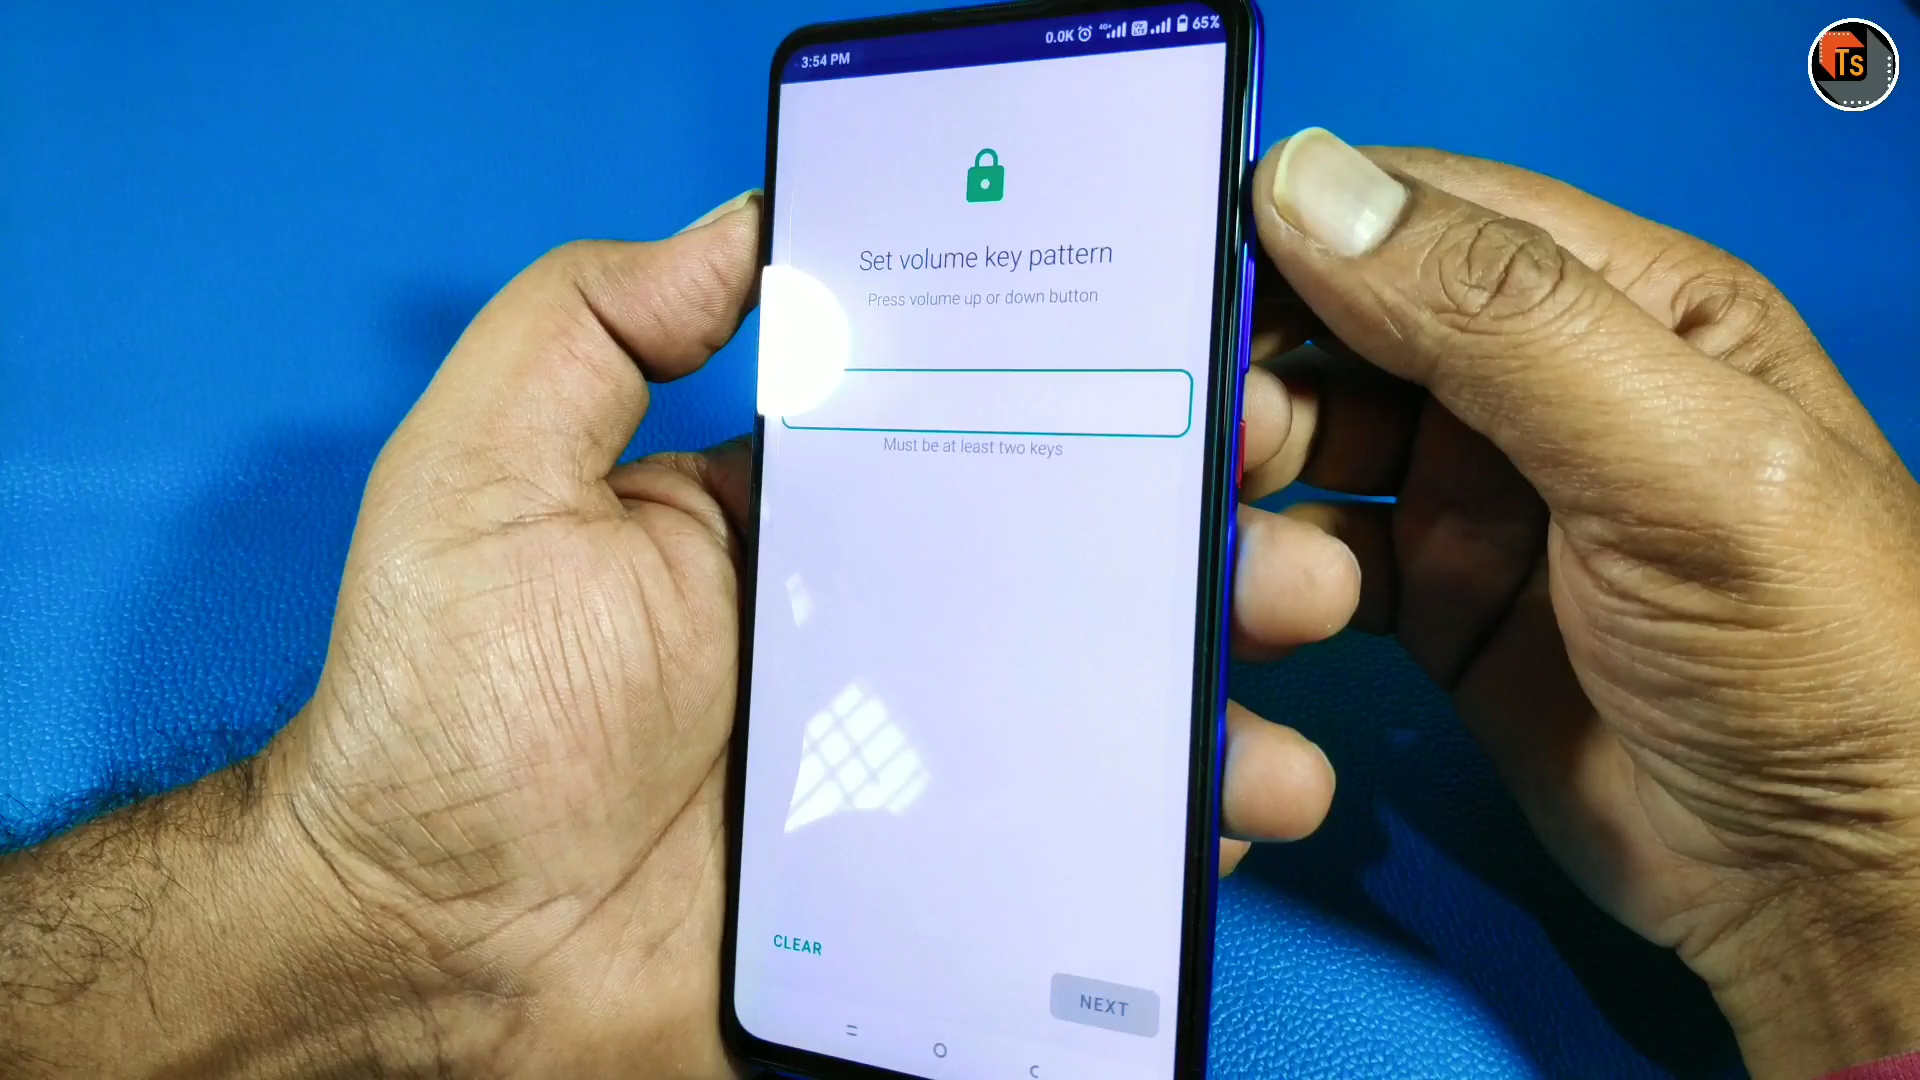 3:54 PM
0.0K 4G+ 65%
Set volume key pattern
Press volume up or down button
Must be at least two keys
CLEAR
NEXT
Ts